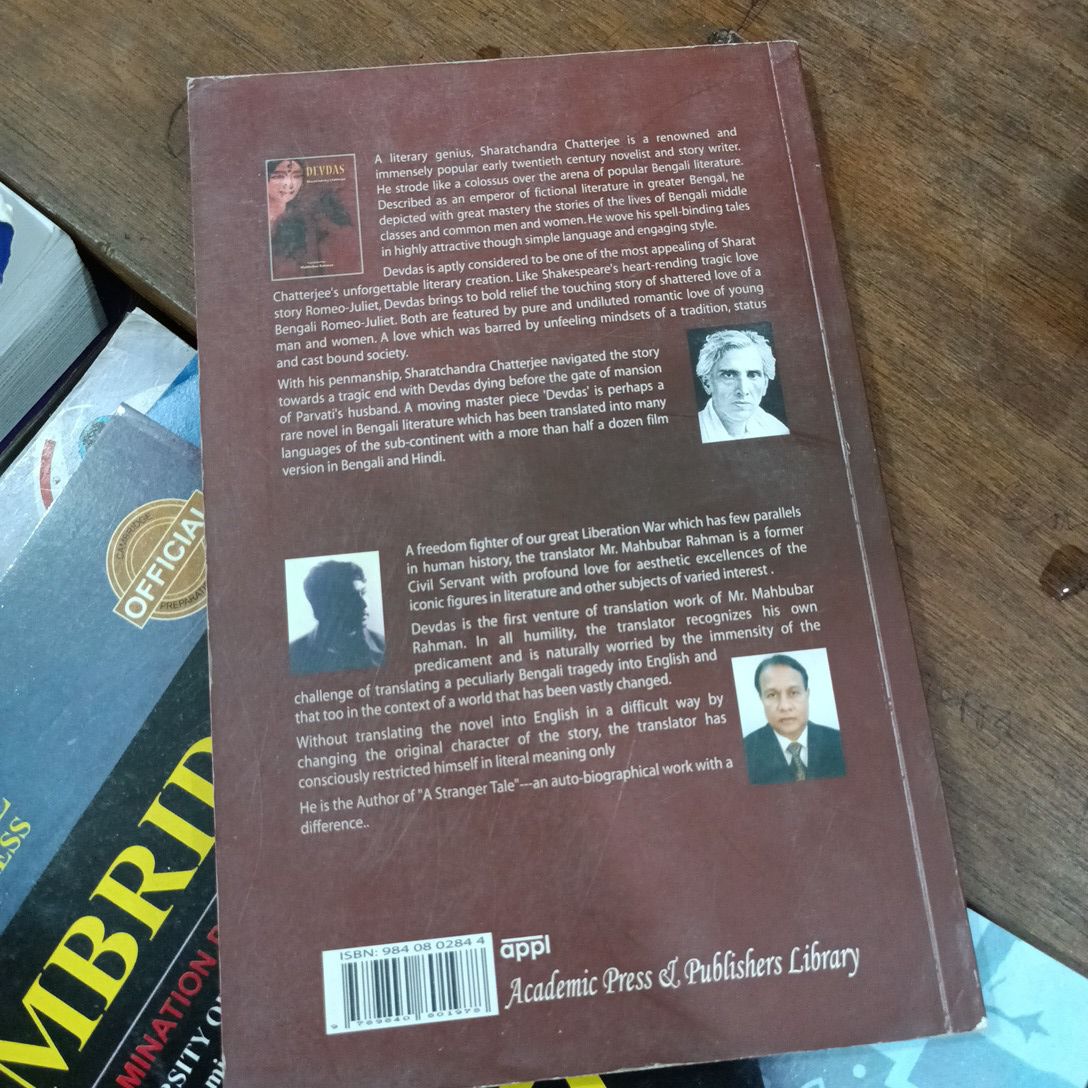 DEVDAS
A literary genius, Sharatchandra Chatterjee is a renowned and
immensely popular early twentieth century novelist and story writer.
He strode like a colossus over the arena of popular Bengali literature.
Described as an emperor of fictional literature in greater Bengal, he
depicted with great mastery the stories of the lives of Bengali middle
classes and common men and women. He wove his spell-binding tales
in highly attractive though simple language and engaging style.
Devdas is aptly considered to be one of the most appealing of Sharat
Chatterjee's unforgettable literary creation. Like Shakespeare's heart-rending tragic love
story Romeo-Juliet, Devdas brings to bold relief the touching story of shattered love of a
Bengali Romeo-Juliet. Both are featured by pure and undiluted romantic love of young
man and women. A love which was barred by unfeeling mindsets of a tradition, status
and cast bound society.
With his penmanship, Sharatchandra Chatterjee navigated the story
towards a tragic end with Devdas dying before the gate of mansion
of Parvati's husband. A moving master piece 'Devdas' is perhaps a
rare novel in Bengali literature which has been translated into many
languages of the sub-continent with a more than half a dozen film
version in Bengali and Hindi.
A freedom fighter of our great Liberation War which has few parallels
in human history, the translator Mr. Mahbubar Rahman is a former
Civil Servant with profound love for aesthetic excellences of the
iconic figures in literature and other subjects of varied interest .
Devdas is the first venture of translation work of Mr. Mahbubar
Rahman. In all humility, the translator recognizes his own
predicament and is naturally worried by the immensity of the
challenge of translating a peculiarly Bengali tragedy into English and
that too in the context of a world that has been vastly changed.
Without translating the novel into English in a difficult way by
changing the original character of the story, the translator has
consciously restricted himself in literal meaning only
He is the Author of "A Stranger Tale"---an auto-biographical work with a
difference..
ISBN: 984 08 0284 4
appl
Academic Press & Publishers Library
CAMBRIDGE
OFFICIAL
PREPARAT
ESS
MBRID
MINATION
SITY O